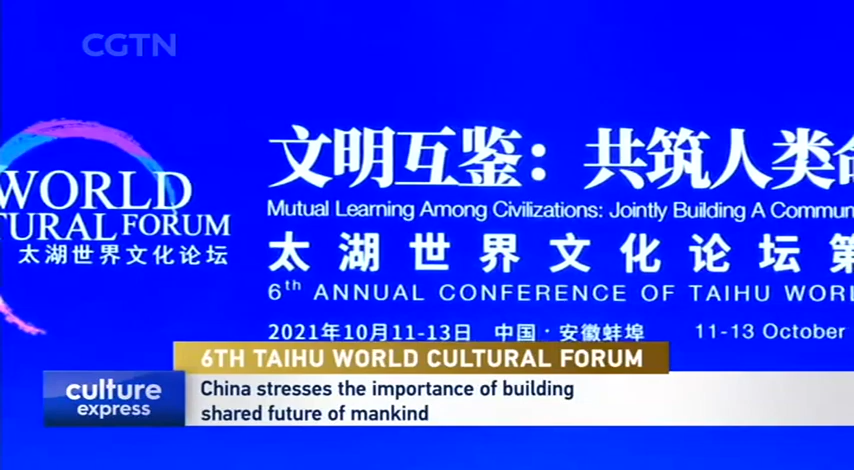 CGTN
文明互鉴：共筑人类命
Mutual Learning Among Civilizations: Jointly Building A Commun
WORLD
TURAL FORUM
太湖世界文化论坛
太湖世界文化论坛第
6th ANNUAL CONFERENCE OF TAIHU WORL
2021年10月11-13日 中国·安徽蚌埠 11-13 October
6TH TAIHU WORLD CULTURAL FORUM
culture express
China stresses the importance of building
shared future of mankind